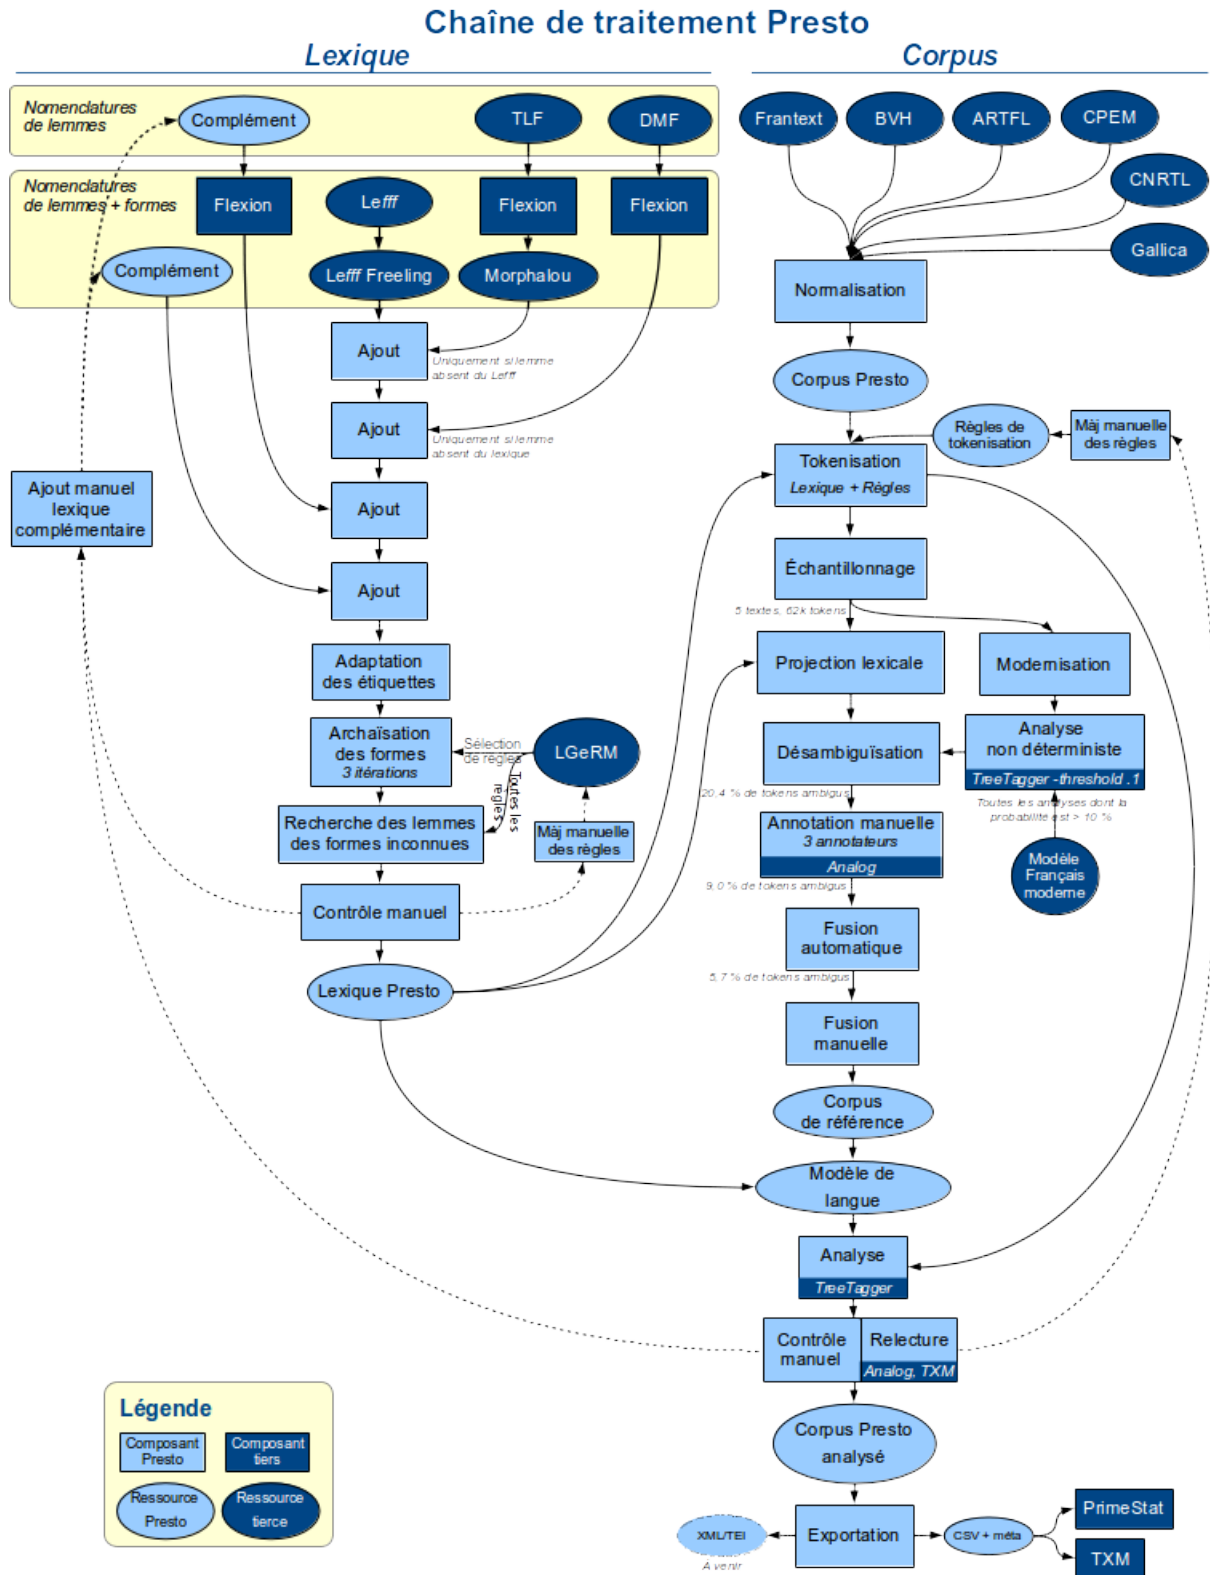 Chaîne de traitement Presto
Lexique
Corpus
Nomenclatures
de lemmes
Complément
TLF
DMF
Nomenclatures
de lemmes + formes
Flexion
Lefff
Flexion
Flexion
Complément
Lefff Freeling
Morphalou
Ajout
Uniquement si lemme
absent du Lefff
Ajout
Uniquement si lemme
absent du lexique
Ajout manuel
lexique
complémentaire
Ajout
Ajout
Adaptation
des étiquettes
Archaïsation
des formes
3 itérations
Sélection
de règles
LGeRM
Toutes les
règles
Recherche des lemmes
des formes inconnues
Màj manuelle
des règles
Contrôle manuel
Lexique Presto
Frantext
BVH
ARTFL
CPEM
CNRTL
Gallica
Normalisation
Corpus Presto
Règles de
tokenisation
Màj manuelle
des règles
Tokenisation
Lexique + Règles
Échantillonnage
5 textes, 62k tokens
Projection lexicale
Modernisation
Désambiguïsation
Analyse
non déterministe
TreeTagger -threshold .1
Toutes les analyses dont la
probabilité est > 10 %
Modèle
Français
moderne
20,4 % de tokens ambigus
Annotation manuelle
3 annotateurs
Analog
9,0 % de tokens ambigus
Fusion
automatique
5,7 % de tokens ambigus
Fusion
manuelle
Corpus
de référence
Modèle de
langue
Analyse
TreeTagger
Contrôle
manuel
Relecture
Analog, TXM
Corpus Presto
analysé
Exportation
XML/TEI
À venir
CSV + méta
PrimeStat
TXM
Légende
Composant
Presto
Composant
tiers
Ressource
Presto
Ressource
tierce